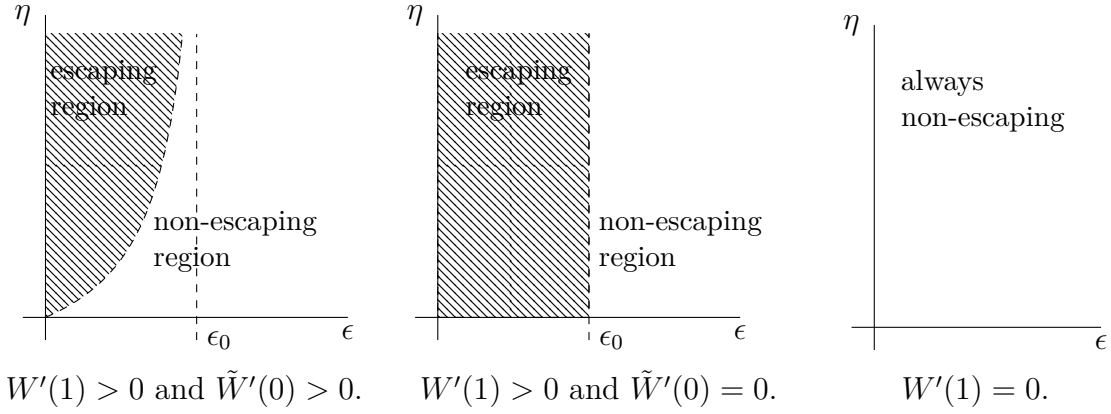 η
escaping
region
non-escaping
region
ϵ₀
ϵ
W′(1) > 0 and W̃′(0) > 0.
η
escaping
region
non-escaping
region
ϵ₀
ϵ
W′(1) > 0 and W̃′(0) = 0.
η
always
non-escaping
ϵ
W′(1) = 0.